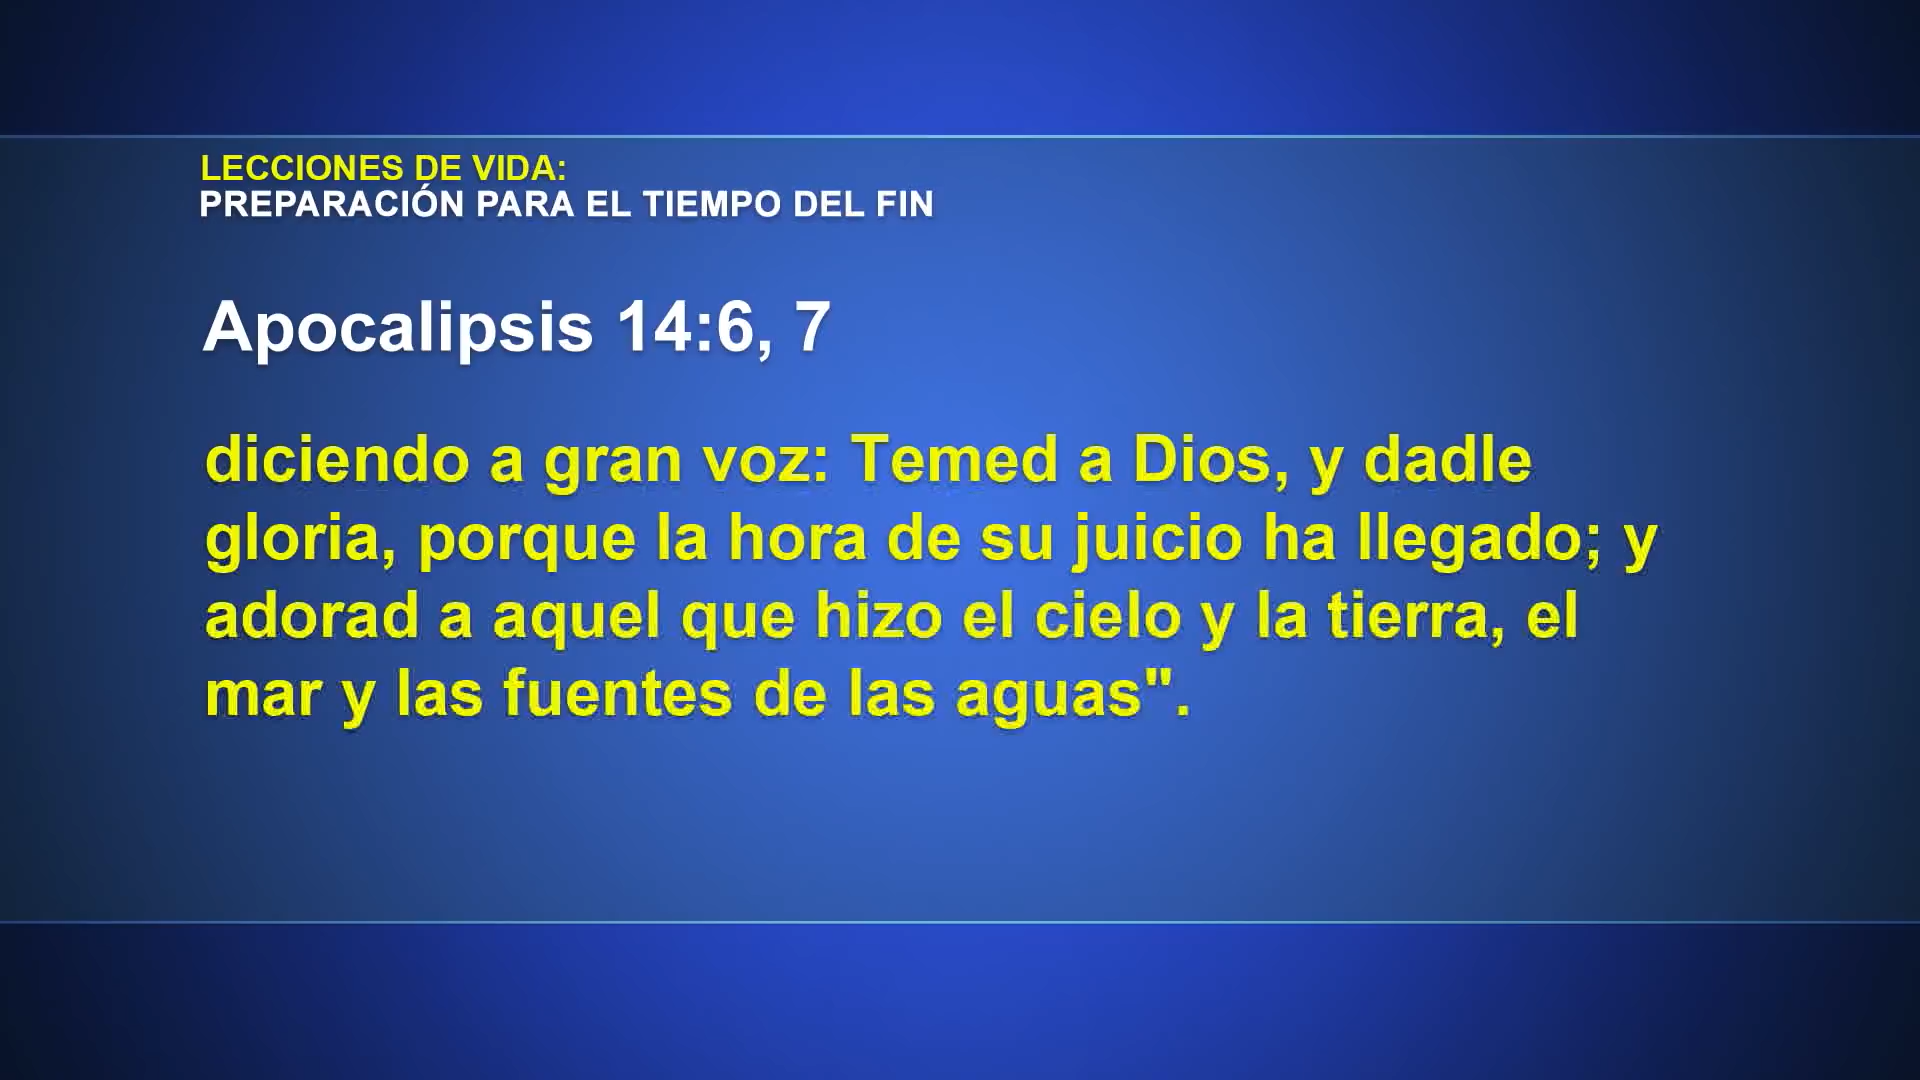 LECCIONES DE VIDA:
PREPARACIÓN PARA EL TIEMPO DEL FIN
Apocalipsis 14:6, 7
diciendo a gran voz: Temed a Dios, y dadle
gloria, porque la hora de su juicio ha llegado; y
adorad a aquel que hizo el cielo y la tierra, el
mar y las fuentes de las aguas".